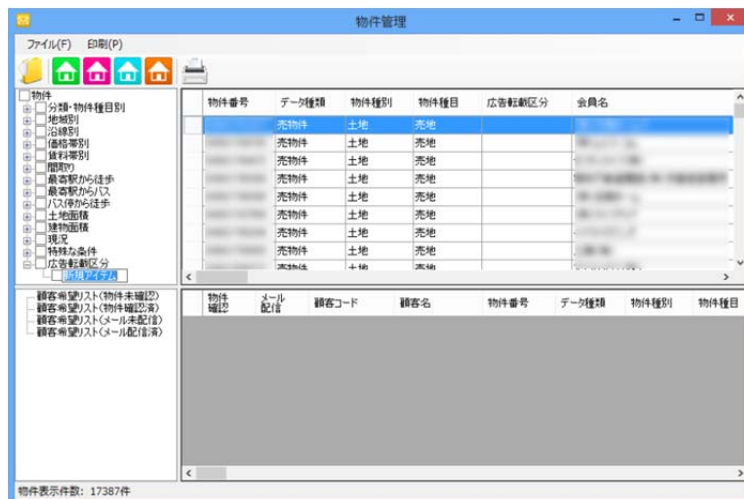 物件管理
ファイル(F) 印刷(P)
物件
分類・物件種目別
地域別
沿線別
価格帯別
賃料帯別
間取り
最寄駅から徒歩
最寄駅からバス
バス停から徒歩
土地面積
建物面積
現況
特殊な条件
広告転載区分
新規アイテム
物件番号 データ種類 物件種別 物件種目 広告転載区分 会員名
売物件 土地 売地
売物件 土地 売地
売物件 土地 売地
売物件 土地 売地
売物件 土地 売地
売物件 土地 売地
売物件 土地 売地
売物件 土地 売地
売物件 土地 売地
顧客希望リスト(物件未確認)
顧客希望リスト(物件確認済)
顧客希望リスト(メール未配信)
顧客希望リスト(メール配信済)
物件確認 メール配信 顧客コード 顧客名 物件番号 データ種類 物件種別 物件種目
物件表示件数: 17387件